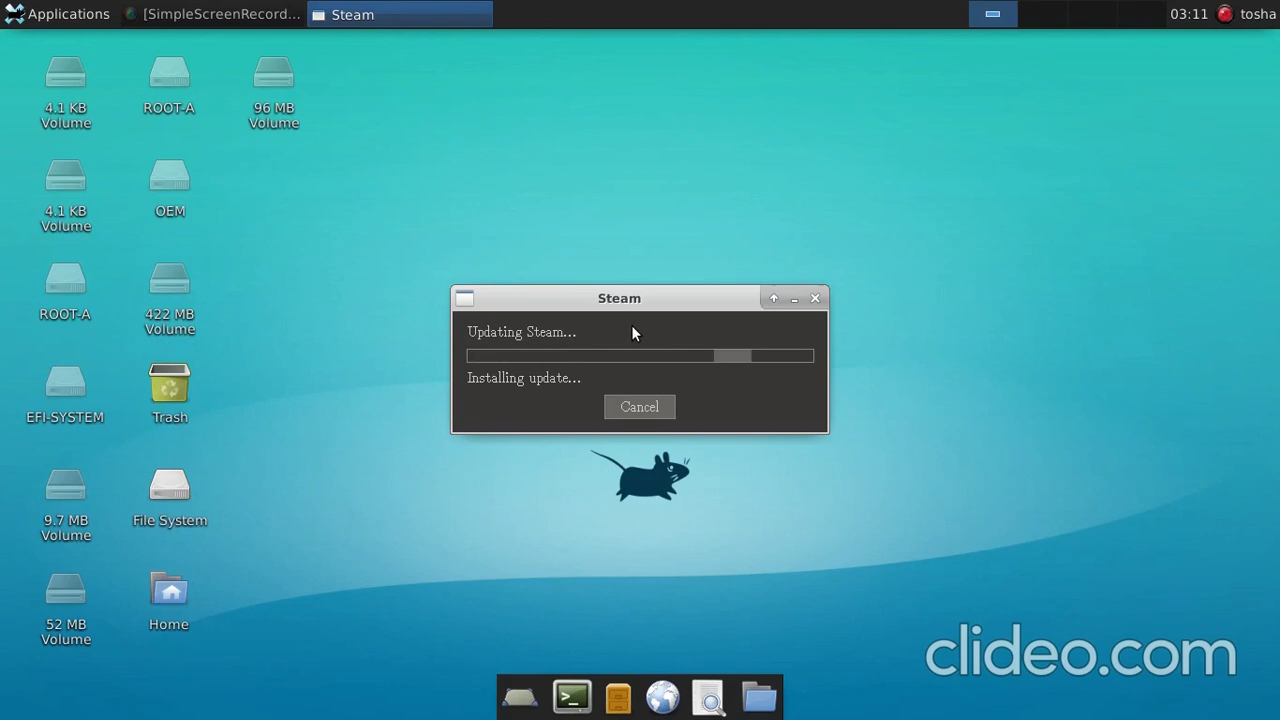 Applications
[SimpleScreenRecord...
Steam
03:11
tosha
4.1 KB
Volume
ROOT-A
96 MB
Volume
4.1 KB
Volume
OEM
ROOT-A
422 MB
Volume
EFI-SYSTEM
Trash
9.7 MB
Volume
File System
52 MB
Volume
Home
Steam
Updating Steam...
Installing update...
Cancel
>_
clideo.com